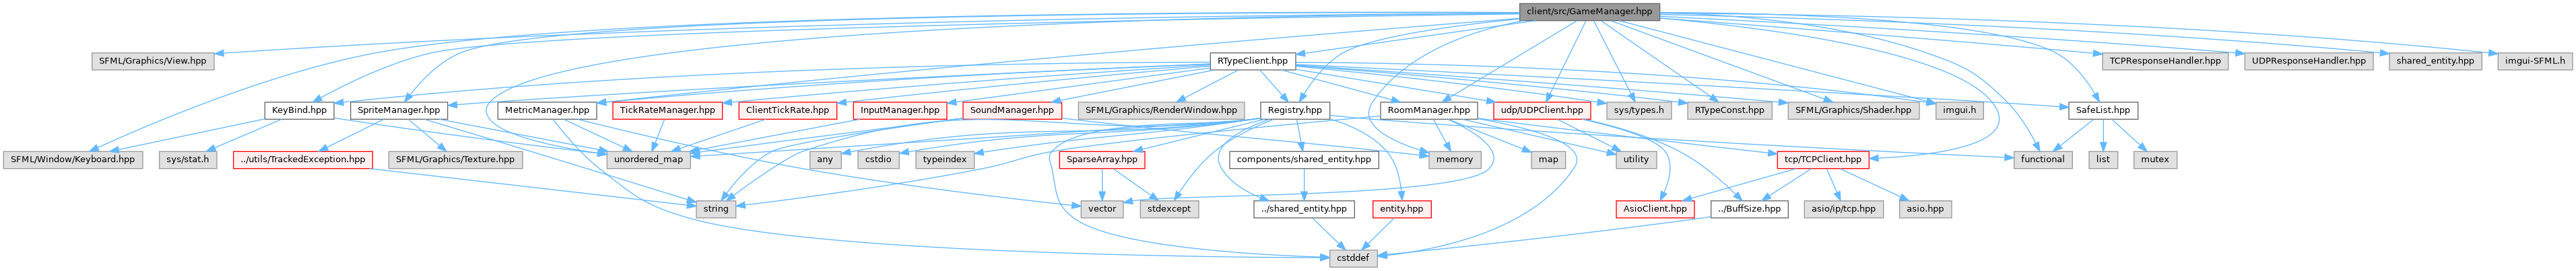 client/src/GameManager.hpp
SFML/Graphics/View.hpp
RTypeClient.hpp
TCPResponseHandler.hpp
UDPResponseHandler.hpp
shared_entity.hpp
imgui-SFML.h
KeyBind.hpp
SpriteManager.hpp
MetricManager.hpp
TickRateManager.hpp
ClientTickRate.hpp
InputManager.hpp
SoundManager.hpp
SFML/Graphics/RenderWindow.hpp
Registry.hpp
RoomManager.hpp
udp/UDPClient.hpp
sys/types.h
RTypeConst.hpp
SFML/Graphics/Shader.hpp
imgui.h
SafeList.hpp
SFML/Window/Keyboard.hpp
sys/stat.h
../utils/TrackedException.hpp
SFML/Graphics/Texture.hpp
unordered_map
any
cstdio
typeindex
SparseArray.hpp
components/shared_entity.hpp
memory
map
utility
tcp/TCPClient.hpp
functional
list
mutex
string
vector
stdexcept
../shared_entity.hpp
entity.hpp
AsioClient.hpp
../BuffSize.hpp
asio/ip/tcp.hpp
asio.hpp
cstddef